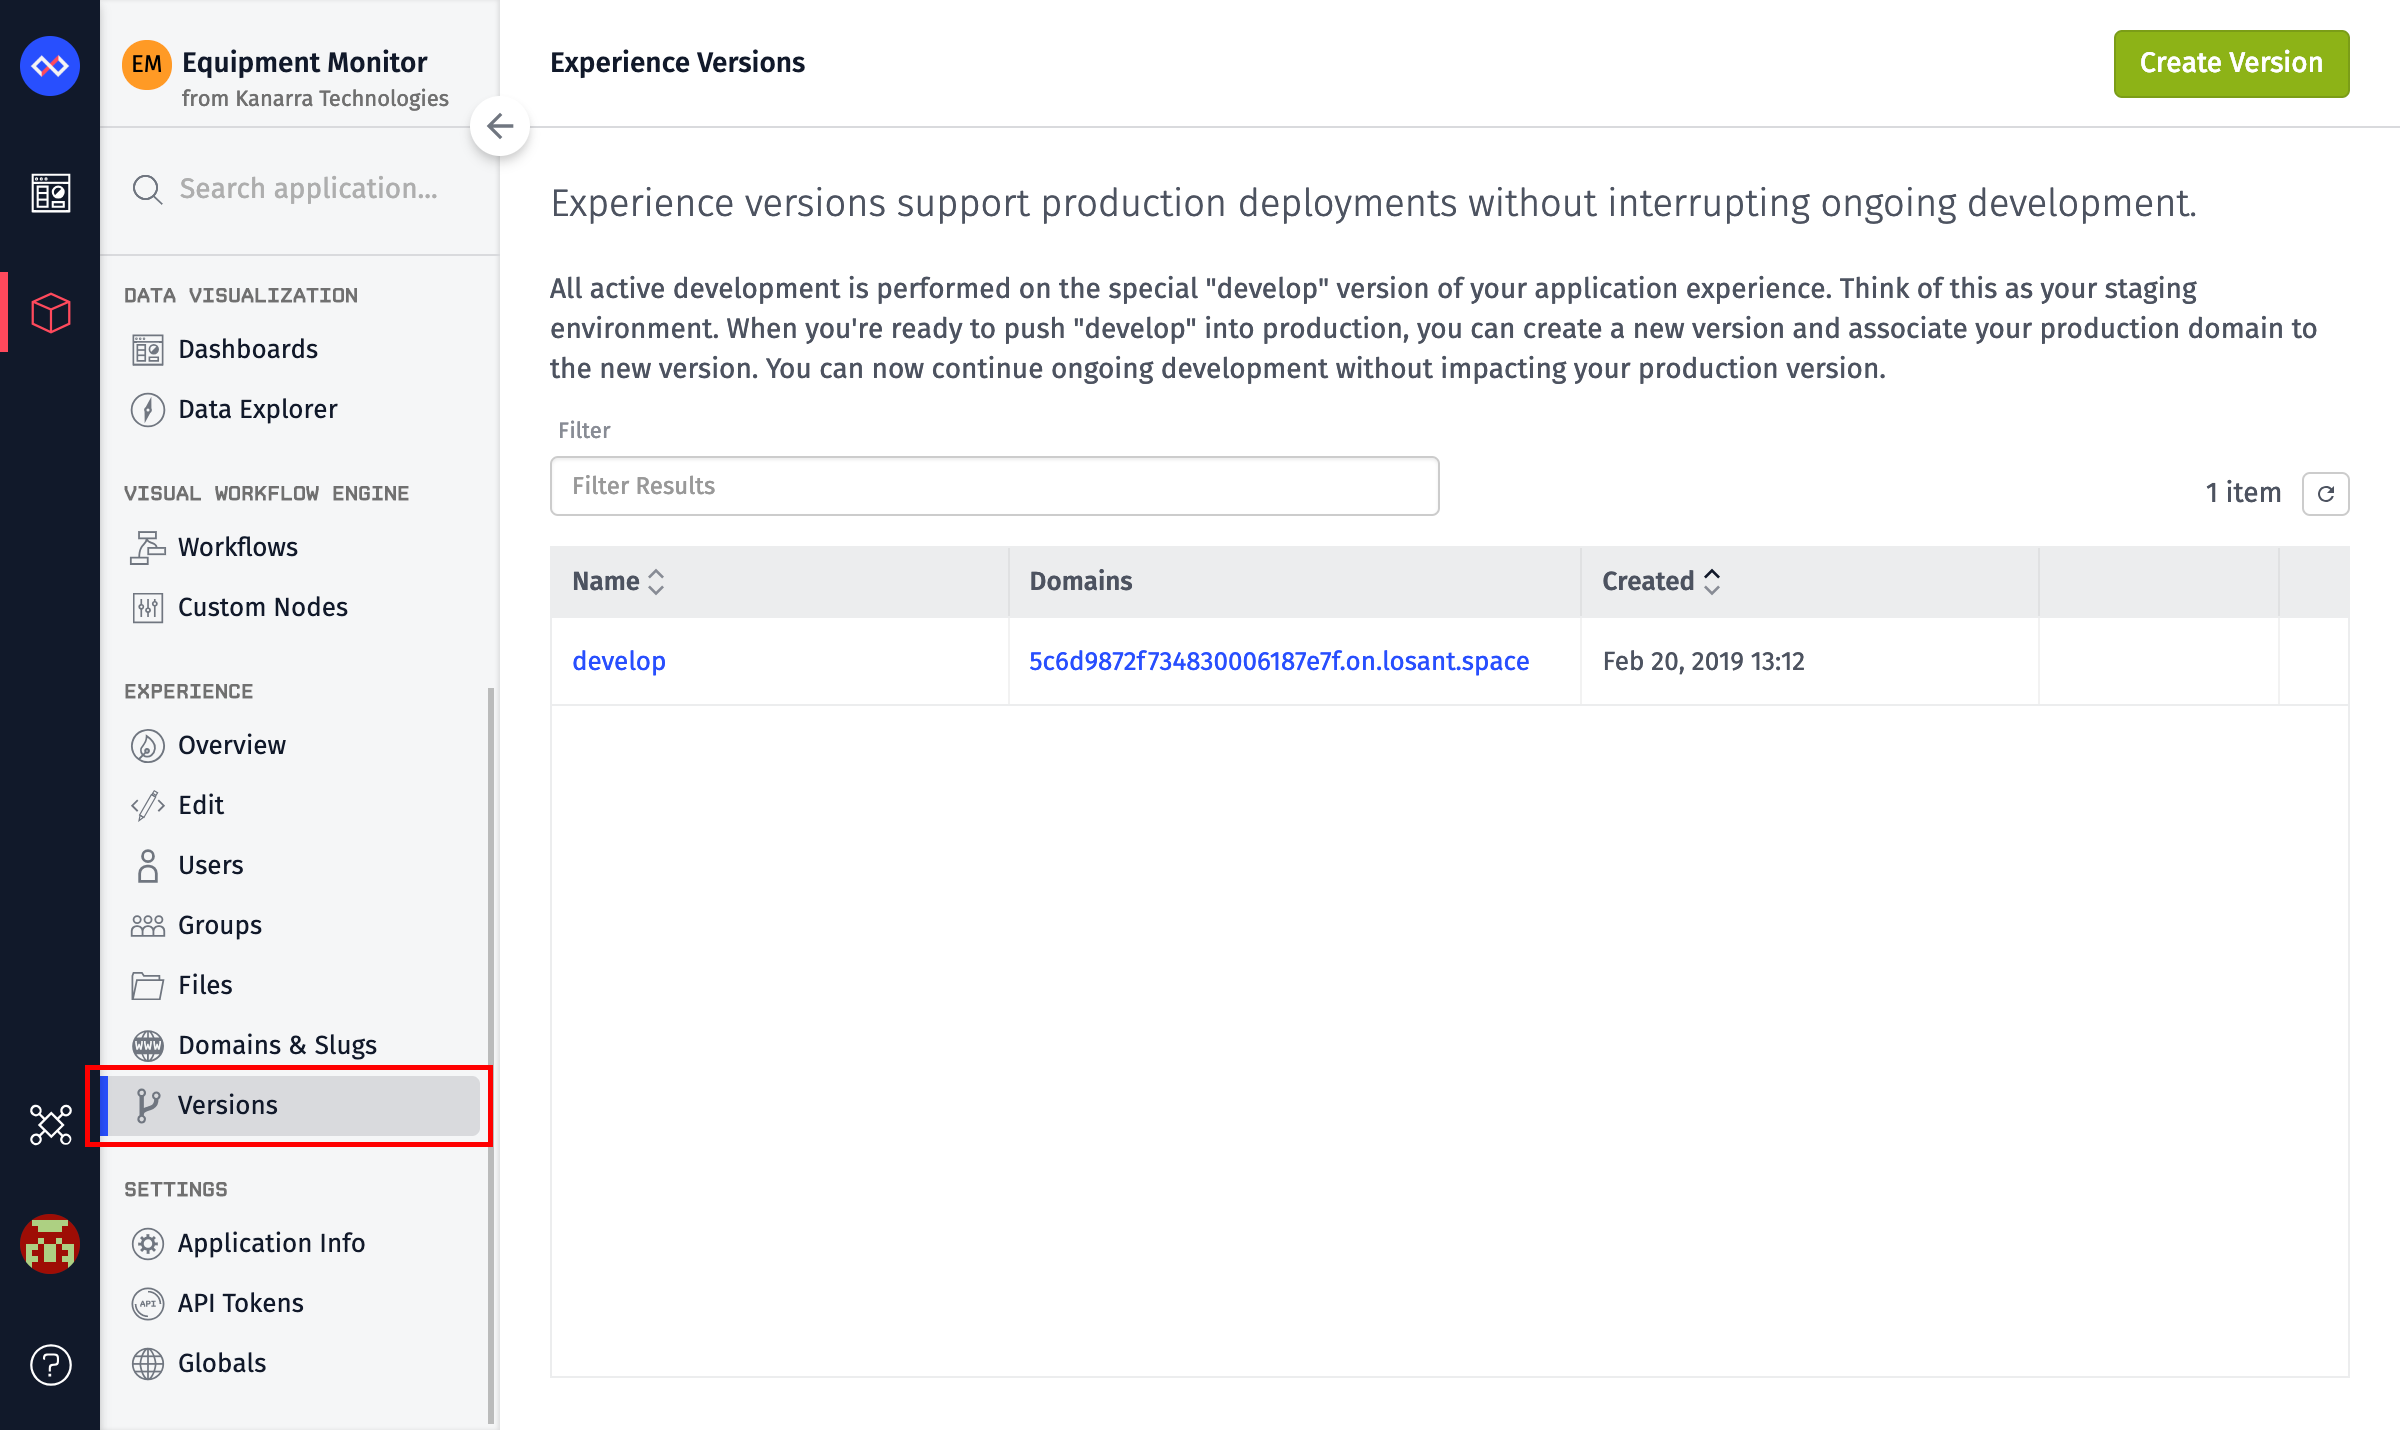 EM
Equipment Monitor
from Kanarra Technologies
Search application...
DATA VISUALIZATION
Dashboards
Data Explorer
VISUAL WORKFLOW ENGINE
Workflows
Custom Nodes
EXPERIENCE
Overview
Edit
Users
Groups
Files
WWW
Domains & Slugs
Versions
SETTINGS
Application Info
API
API Tokens
Globals
?
Experience Versions
Create Version
Experience versions support production deployments without interrupting ongoing development.
All active development is performed on the special "develop" version of your application experience. Think of this as your staging
environment. When you're ready to push "develop" into production, you can create a new version and associate your production domain to
the new version. You can now continue ongoing development without impacting your production version.
Filter
Filter Results
1 item
Name
Domains
Created
develop
5c6d9872f734830006187e7f.on.losant.space
Feb 20, 2019 13:12